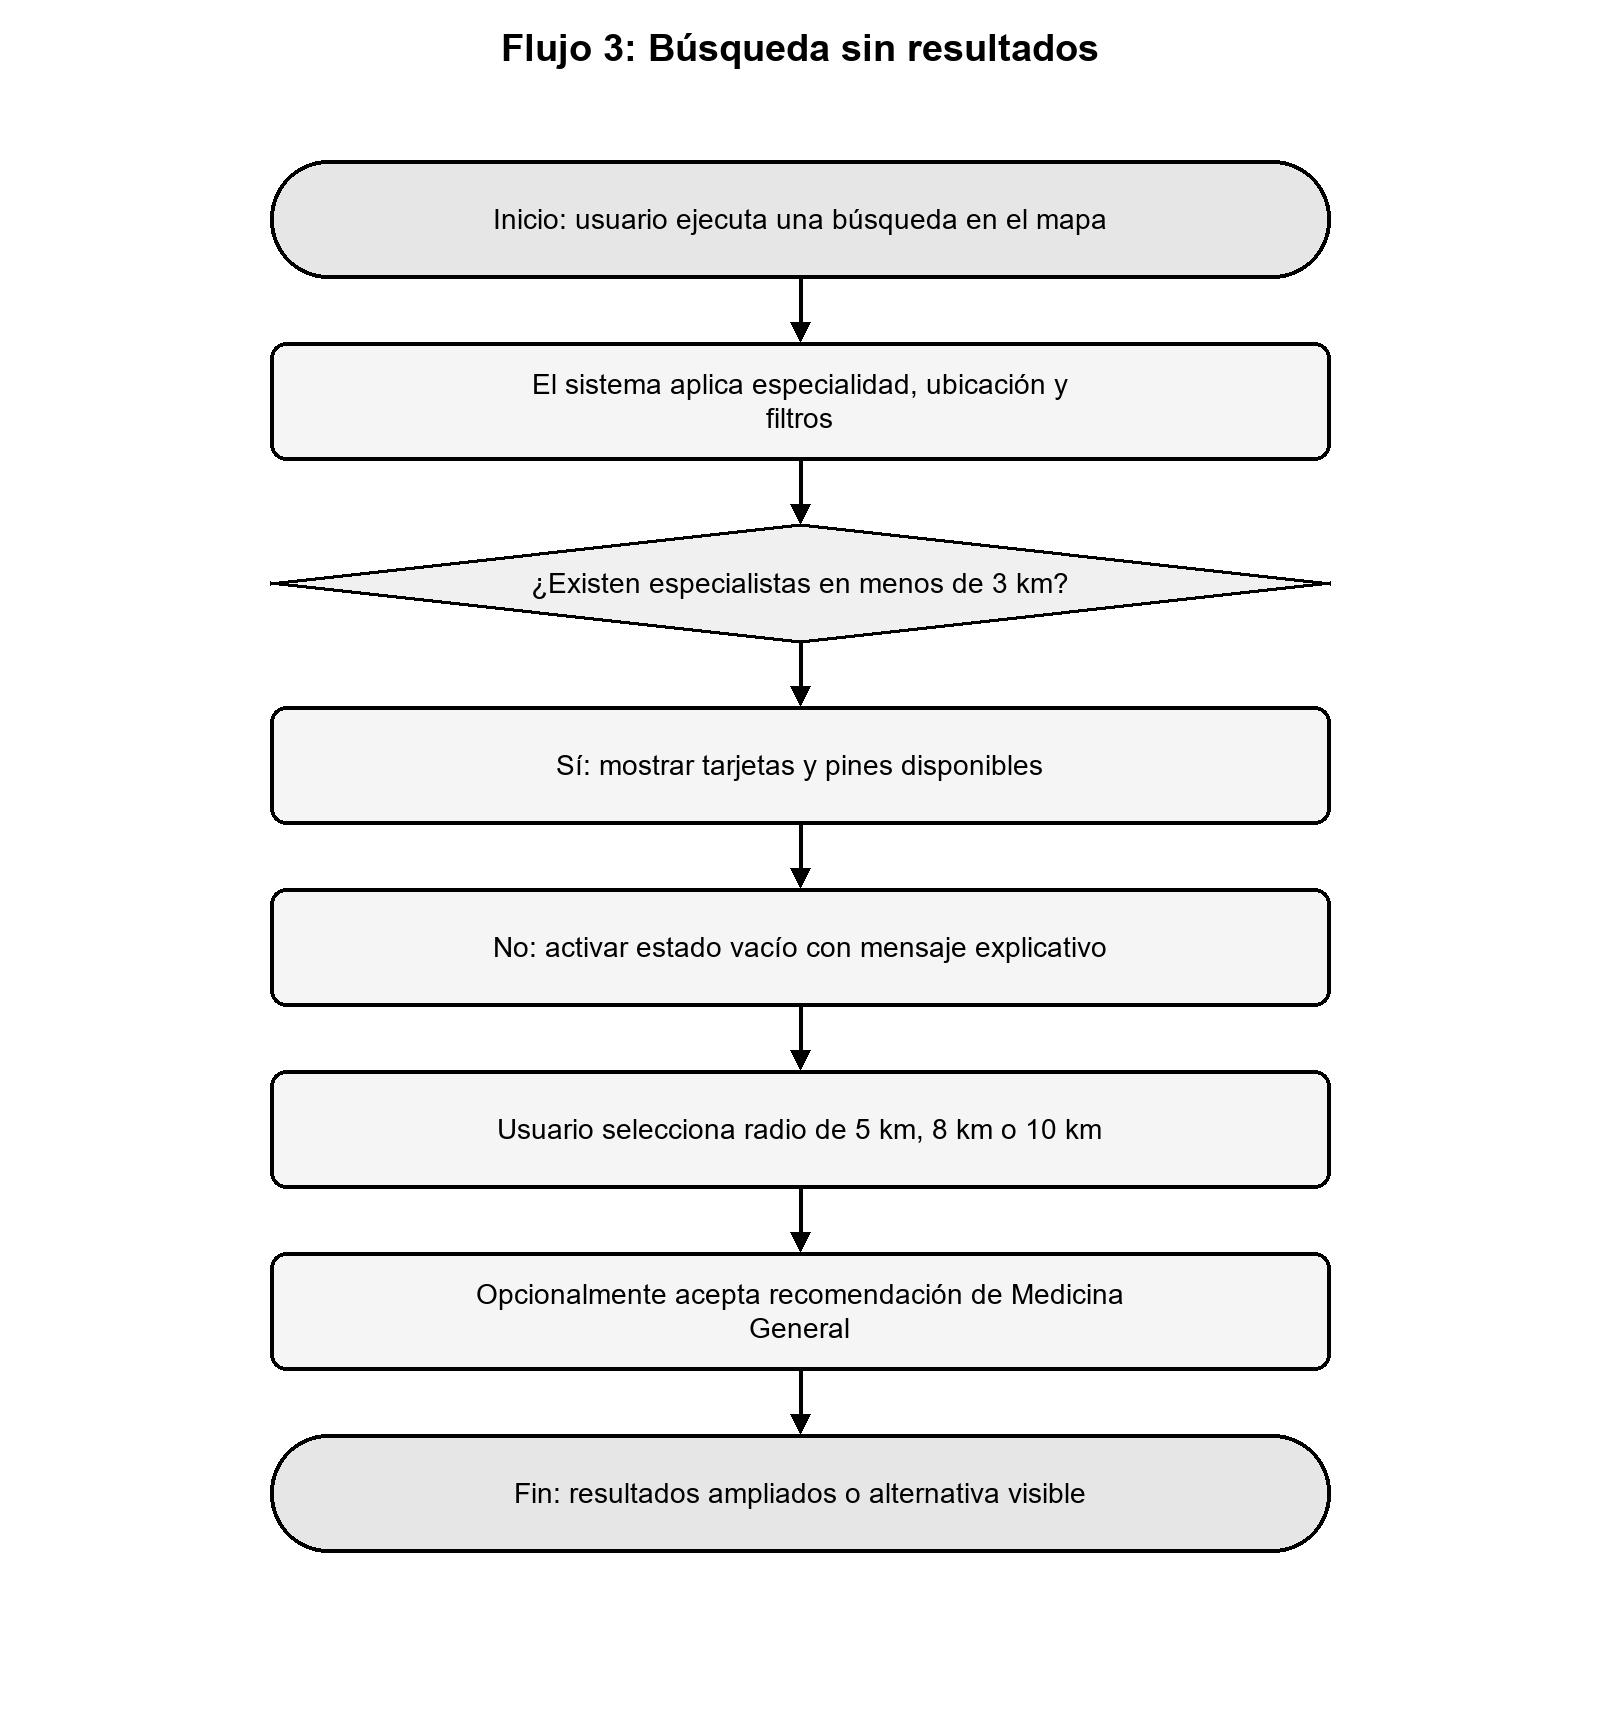 Flujo 3: Búsqueda sin resultados
Inicio: usuario ejecuta una búsqueda en el mapa
El sistema aplica especialidad, ubicación y
filtros
¿Existen especialistas en menos de 3 km?
Sí: mostrar tarjetas y pines disponibles
No: activar estado vacío con mensaje explicativo
Usuario selecciona radio de 5 km, 8 km o 10 km
Opcionalmente acepta recomendación de Medicina
General
Fin: resultados ampliados o alternativa visible